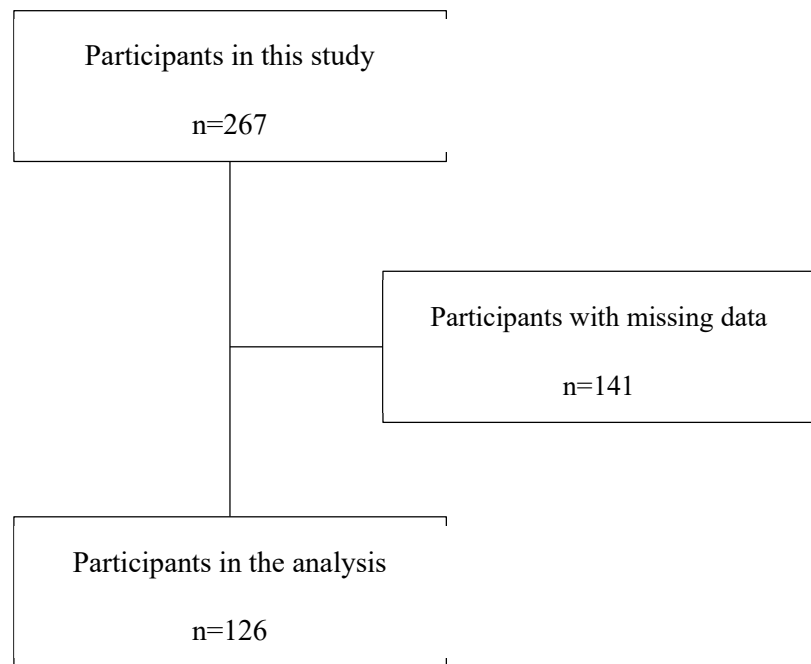 Participants in this study
n=267
Participants with missing data
n=141
Participants in the analysis
n=126